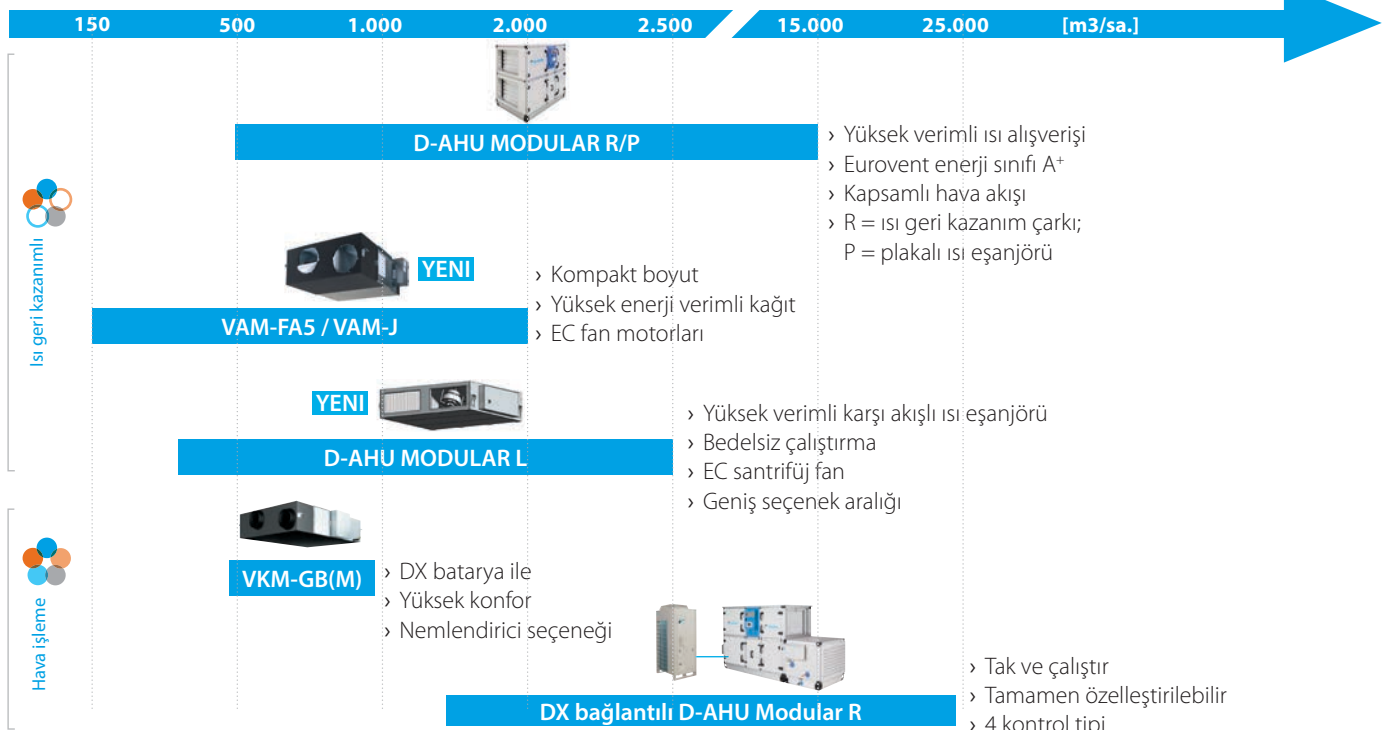 150 500 1.000 2.000 2.500 15.000 25.000 [m3/sa.]
Isı geri kazanımlı
D-AHU MODULAR R/P
› Yüksek verimli ısı alışverişi
› Eurovent enerji sınıfı A+
› Kapsamlı hava akışı
› R = ısı geri kazanım çarkı;
P = plakalı ısı eşanjörü
YENI
VAM-FA5 / VAM-J
› Kompakt boyut
› Yüksek enerji verimli kağıt
› EC fan motorları
YENI
D-AHU MODULAR L
› Yüksek verimli karşı akışlı ısı eşanjörü
› Bedelsiz çalıştırma
› EC santrifüj fan
› Geniş seçenek aralığı
Hava işleme
VKM-GB(M)
› DX batarya ile
› Yüksek konfor
› Nemlendirici seçeneği
DX bağlantılı D-AHU Modular R
› Tak ve çalıştır
› Tamamen özelleştirilebilir
› 4 kontrol tipi